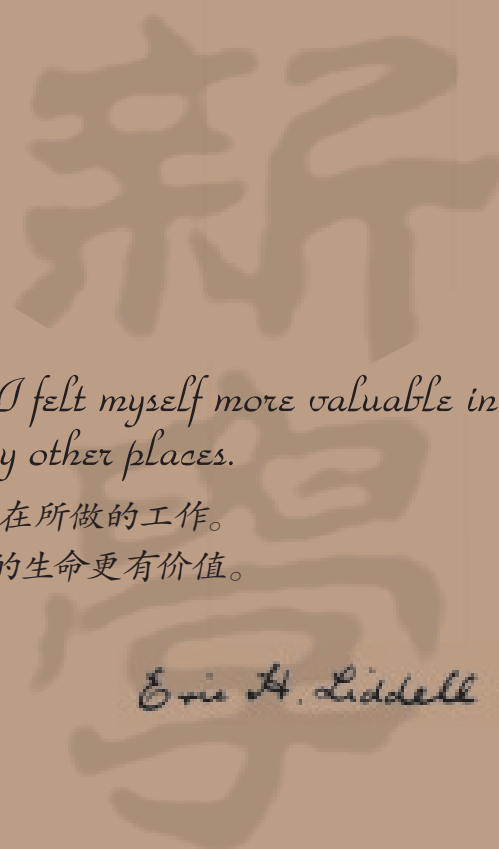 新
I felt myself more valuable in
y other places.
在所做的工作。
的生命更有价值。
學
Eric H. Liddell